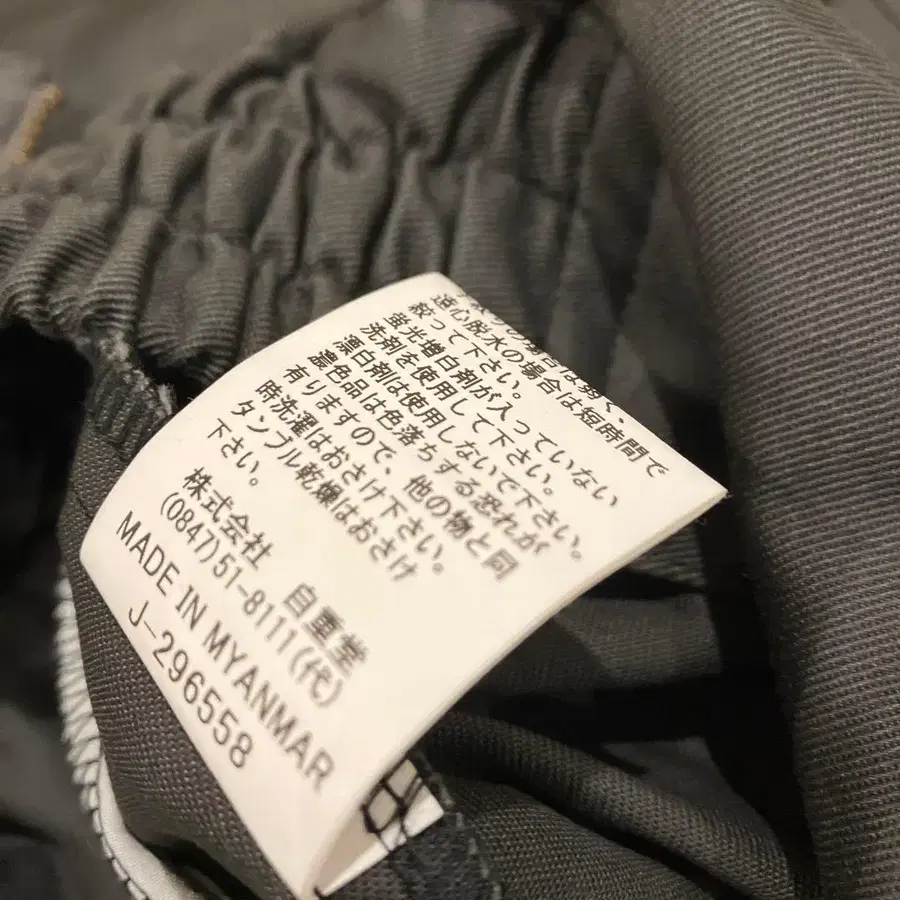 手絞りの場合は弱く、
遠心脱水の場合は短時間で
絞って下さい。
蛍光増白剤が入っていない
洗剤を使用して下さい。
漂白剤は使用しないで下さい。
濃色品は色落ちする恐れが
有りますので、他の物と同
時洗濯はおさけ下さい。
タンブル乾燥はおさけ
下さい。
株式会社 自重堂
(0847)51-8111(代)
MADE IN MYANMAR
J-296558